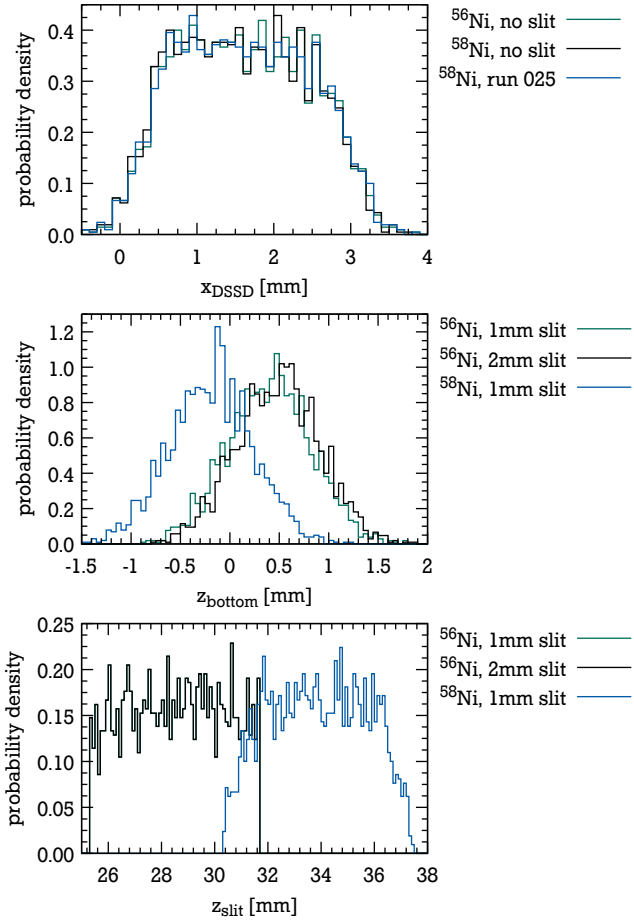 ⁵⁶Ni, no slit
⁵⁸Ni, no slit
⁵⁸Ni, run 025
probability density
0.4
0.3
0.2
0.1
0.0
0 1 2 3 4
x_DSSD [mm]
⁵⁶Ni, 1mm slit
⁵⁶Ni, 2mm slit
⁵⁸Ni, 1mm slit
probability density
1.2
1.0
0.8
0.6
0.4
0.2
0.0
-1.5 -1 -0.5 0 0.5 1 1.5 2
z_bottom [mm]
⁵⁶Ni, 1mm slit
⁵⁶Ni, 2mm slit
⁵⁸Ni, 1mm slit
probability density
0.25
0.20
0.15
0.10
0.05
0.00
26 28 30 32 34 36 38
z_slit [mm]